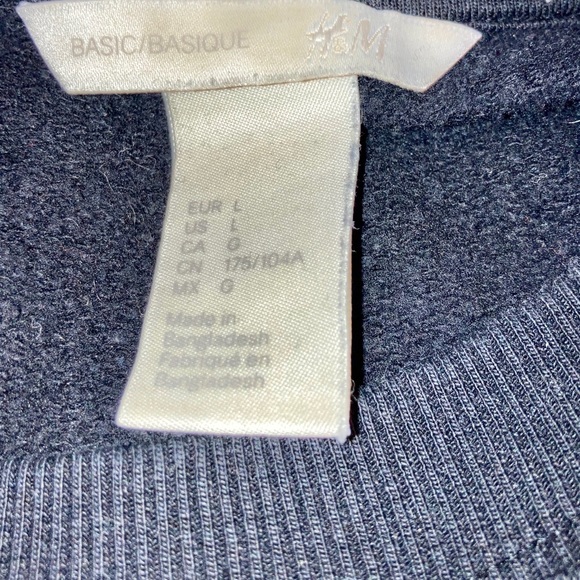 BASIC/BASIQUE H&M
EUR L
US L
CA G
CN 175/104A
MX G
Made in
Bangladesh
Fabriqué en
Bangladesh